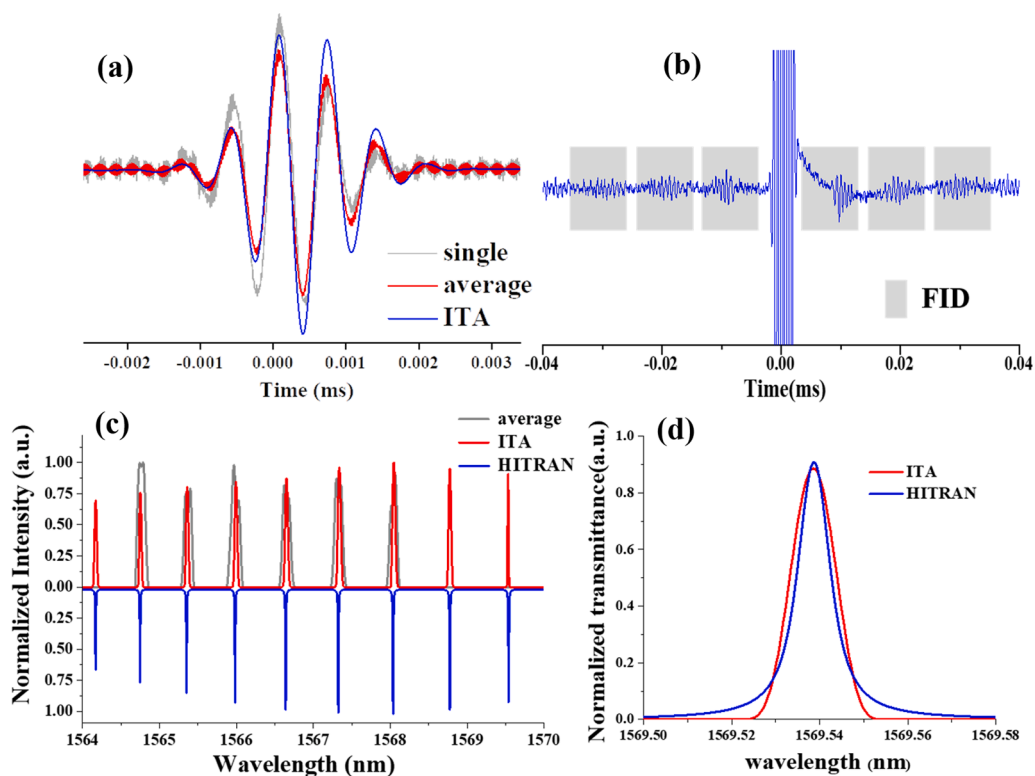 (a)
single
average
ITA
-0.002 -0.001 0.000 0.001 0.002 0.003
Time (ms)
(b)
FID
-0.04 -0.02 0.00 0.02 0.04
Time(ms)
(c)
average
ITA
HITRAN
Normalized Intensity (a.u.)
1.00
0.75
0.50
0.25
0.00
0.25
0.50
0.75
1.00
1564 1565 1566 1567 1568 1569 1570
Wavelength (nm)
(d)
ITA
HITRAN
Normalized transmittance(a.u.)
1.0
0.8
0.6
0.4
0.2
0.0
1569.50 1569.52 1569.54 1569.56 1569.58
wavelength (nm)